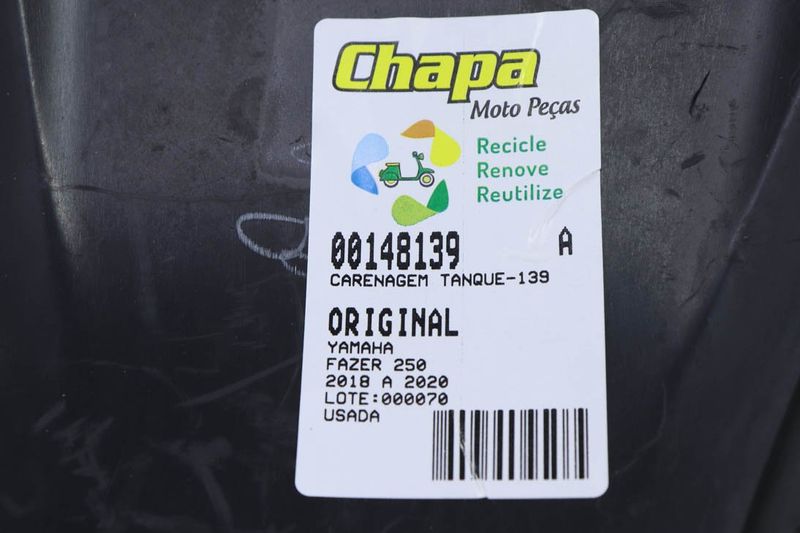 Chapa
Moto Peças
Recicle
Renove
Reutilize
00148139 A
CARENAGEM TANQUE-139
ORIGINAL
YAMAHA
FAZER 250
2018 A 2020
LOTE:000070
USADA